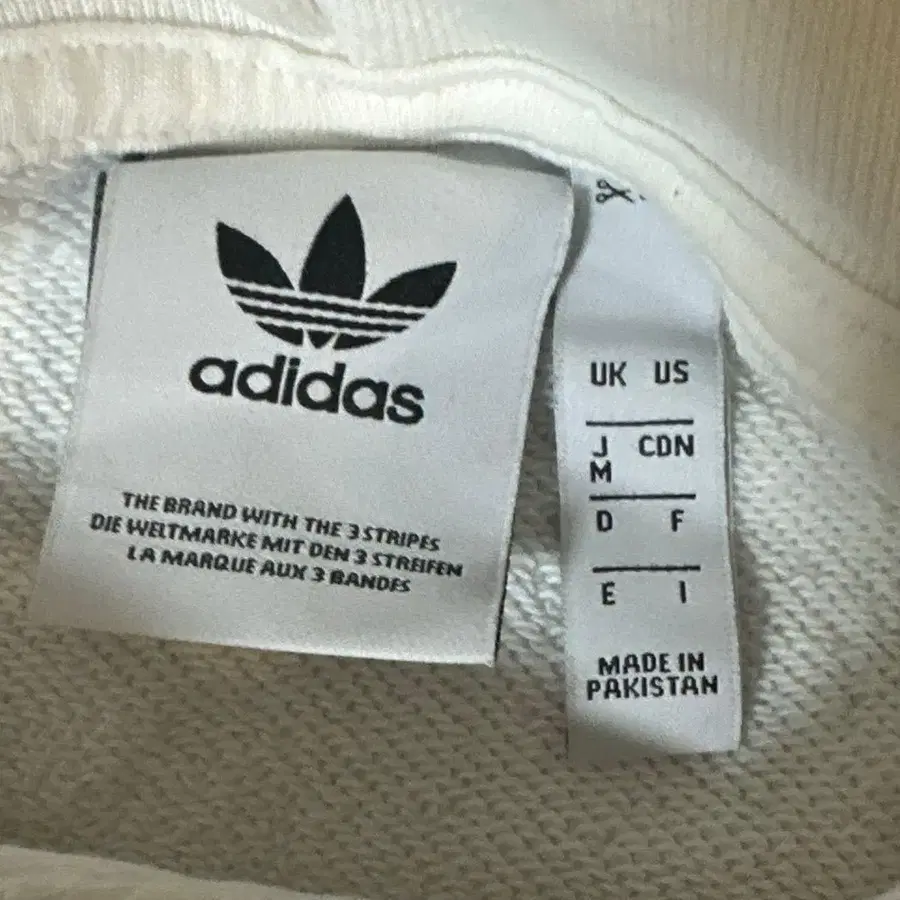 adidas
THE BRAND WITH THE 3 STRIPES
DIE WELTMARKE MIT DEN 3 STREIFEN
LA MARQUE AUX 3 BANDES
UK US
J CDN
M
D F
E I
MADE IN
PAKISTAN